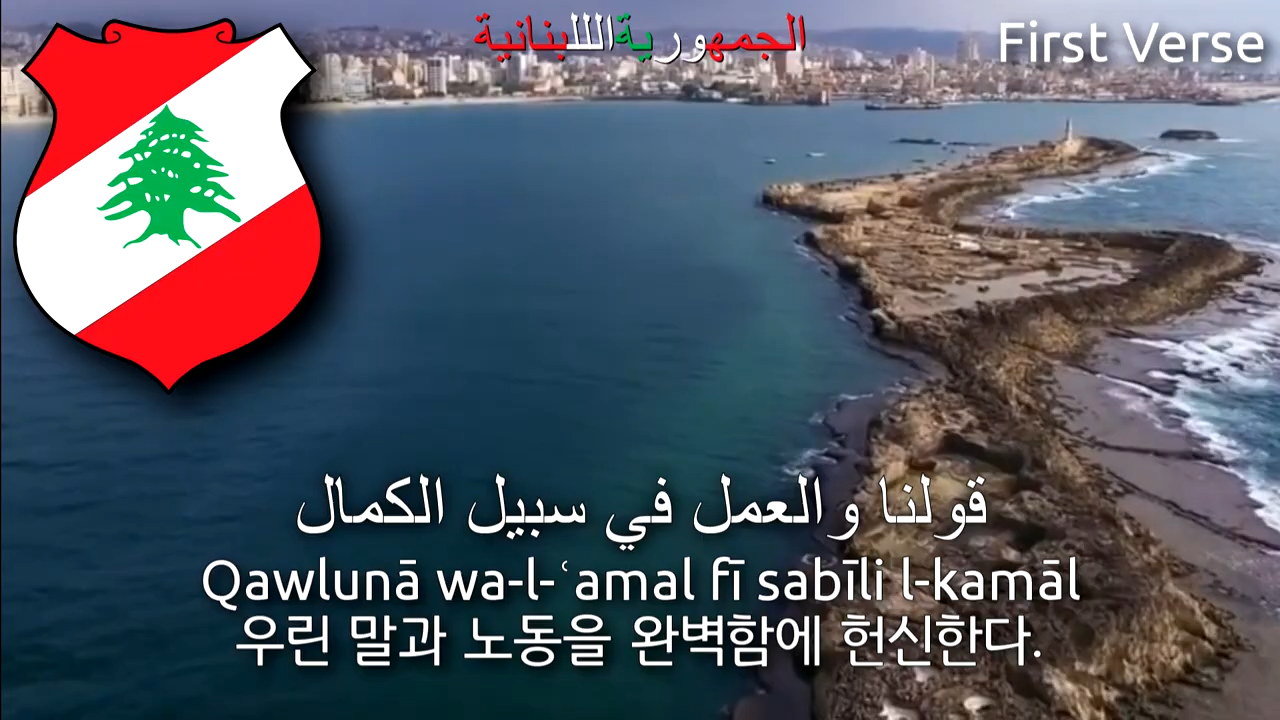 الجمهورية اللبنانية
First Verse
قولنا والعمل في سبيل الكمال
Qawlunā wa-l-ʿamal fī sabīli l-kamāl
우린 말과 노동을 완벽함에 헌신한다.